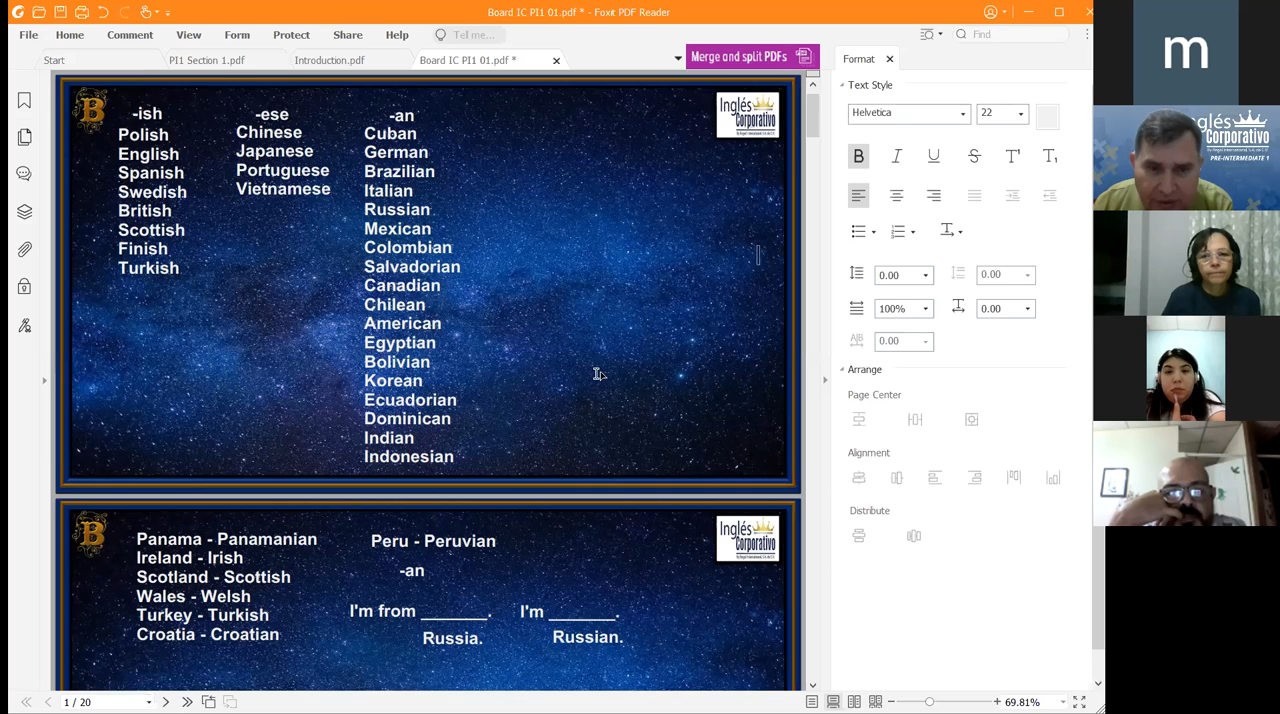 Board IC PI1 01.pdf * - Foxit PDF Reader
File Home Comment View Form Protect Share Help Tell me... Find
Start PI1 Section 1.pdf Introduction.pdf Board IC PI1 01.pdf * Merge and split PDFs
B
-ish
Polish
English
Spanish
Swedish
British
Scottish
Finish
Turkish
-ese
Chinese
Japanese
Portuguese
Vietnamese
-an
Cuban
German
Brazilian
Italian
Russian
Mexican
Colombian
Salvadorian
Canadian
Chilean
American
Egyptian
Bolivian
Korean
Ecuadorian
Dominican
Indian
Indonesian
Inglés
Corporativo
B
Panama - Panamanian
Ireland - Irish
Scotland - Scottish
Wales - Welsh
Turkey - Turkish
Croatia - Croatian
Peru - Peruvian
-an
I'm from _______. I'm _______.
Russia. Russian.
Inglés
Corporativo
1 / 20
69.81%
Format
Text Style
Helvetica 22
B I U S T T
0.00 0.00
100% 0.00
0.00
Arrange
Page Center
Alignment
Distribute
m
Inglés
Corporativo
PRE-INTERMEDIATE 1